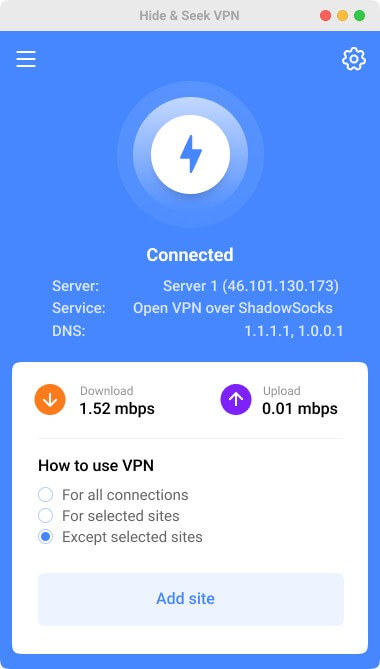 Hide & Seek VPN
Connected
Server: Server 1 (46.101.130.173)
Service: Open VPN over ShadowSocks
DNS: 1.1.1.1, 1.0.0.1
Download Upload
1.52 mbps 0.01 mbps
How to use VPN
For all connections
For selected sites
Except selected sites
Add site